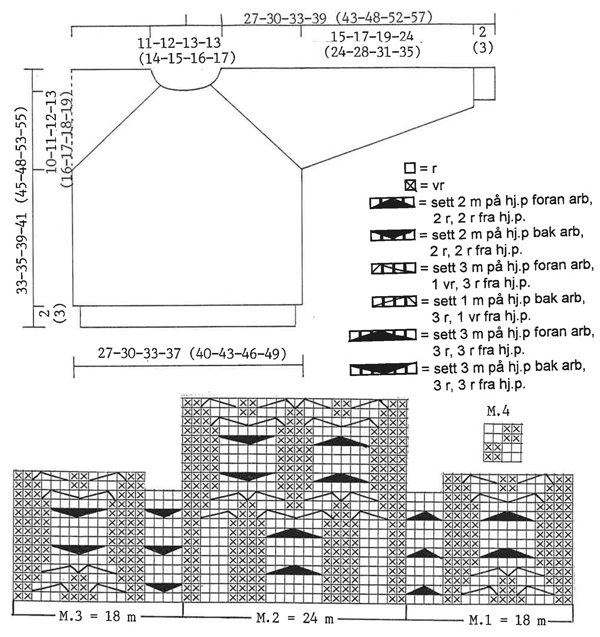 27-30-33-39 (43-48-52-57)
11-12-13-13
(14-15-16-17)
15-17-19-24
(24-28-31-35)
2
(3)
33-35-39-41 (45-48-53-55)
10-11-12-13
(16-17-18-19)
2
(3)
27-30-33-37 (40-43-46-49)
= r
= vr
= sett 2 m på hj.p foran arb,
2 r, 2 r fra hj.p.
= sett 2 m på hj.p bak arb,
2 r, 2 r fra hj.p.
= sett 3 m på hj.p foran arb,
1 vr, 3 r fra hj.p.
= sett 1 m på hj.p bak arb,
3 r, 1 vr fra hj.p.
= sett 3 m på hj.p foran arb,
3 r, 3 r fra hj.p.
= sett 3 m på hj.p bak arb,
3 r, 3 r fra hj.p.
M.4
M.3 = 18 m
M.2 = 24 m
M.1 = 18 m